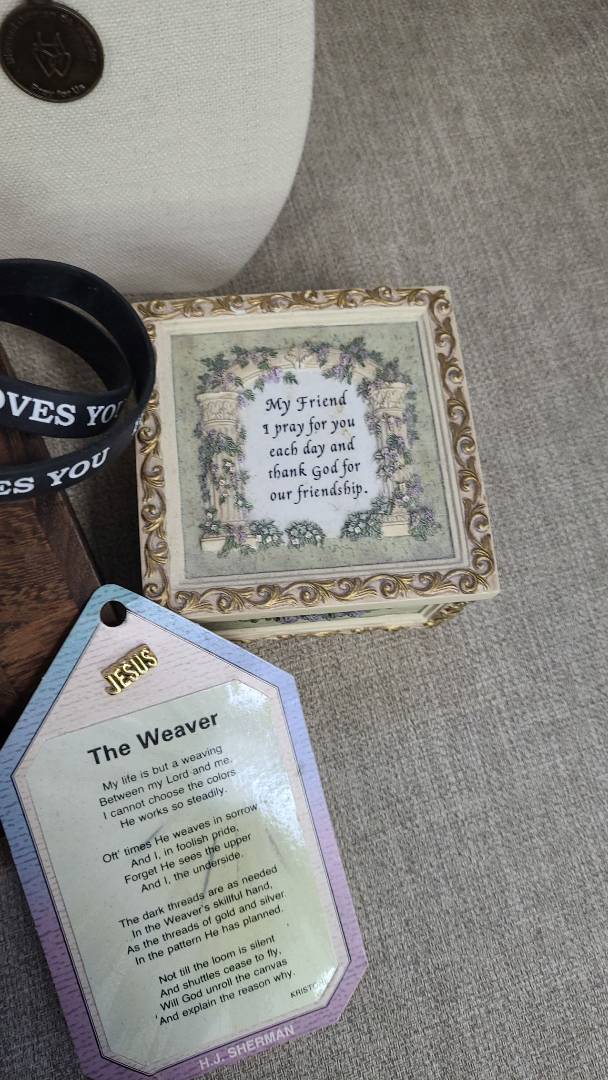 Pray for Us
OVES YOU
ES YOU
My Friend
I pray for you
each day and
thank God for
our friendship.
JESUS
The Weaver
My life is but a weaving
Between my Lord and me,
I cannot choose the colors
He works so steadily.
Oft' times He weaves in sorrow
And I, in foolish pride,
Forget He sees the upper
And I, the underside.
The dark threads are as needed
In the Weaver's skillful hand,
As the threads of gold and silver
In the pattern He has planned.
Not till the loom is silent
And shuttles cease to fly,
Will God unroll the canvas
And explain the reason why.
H.J. SHERMAN